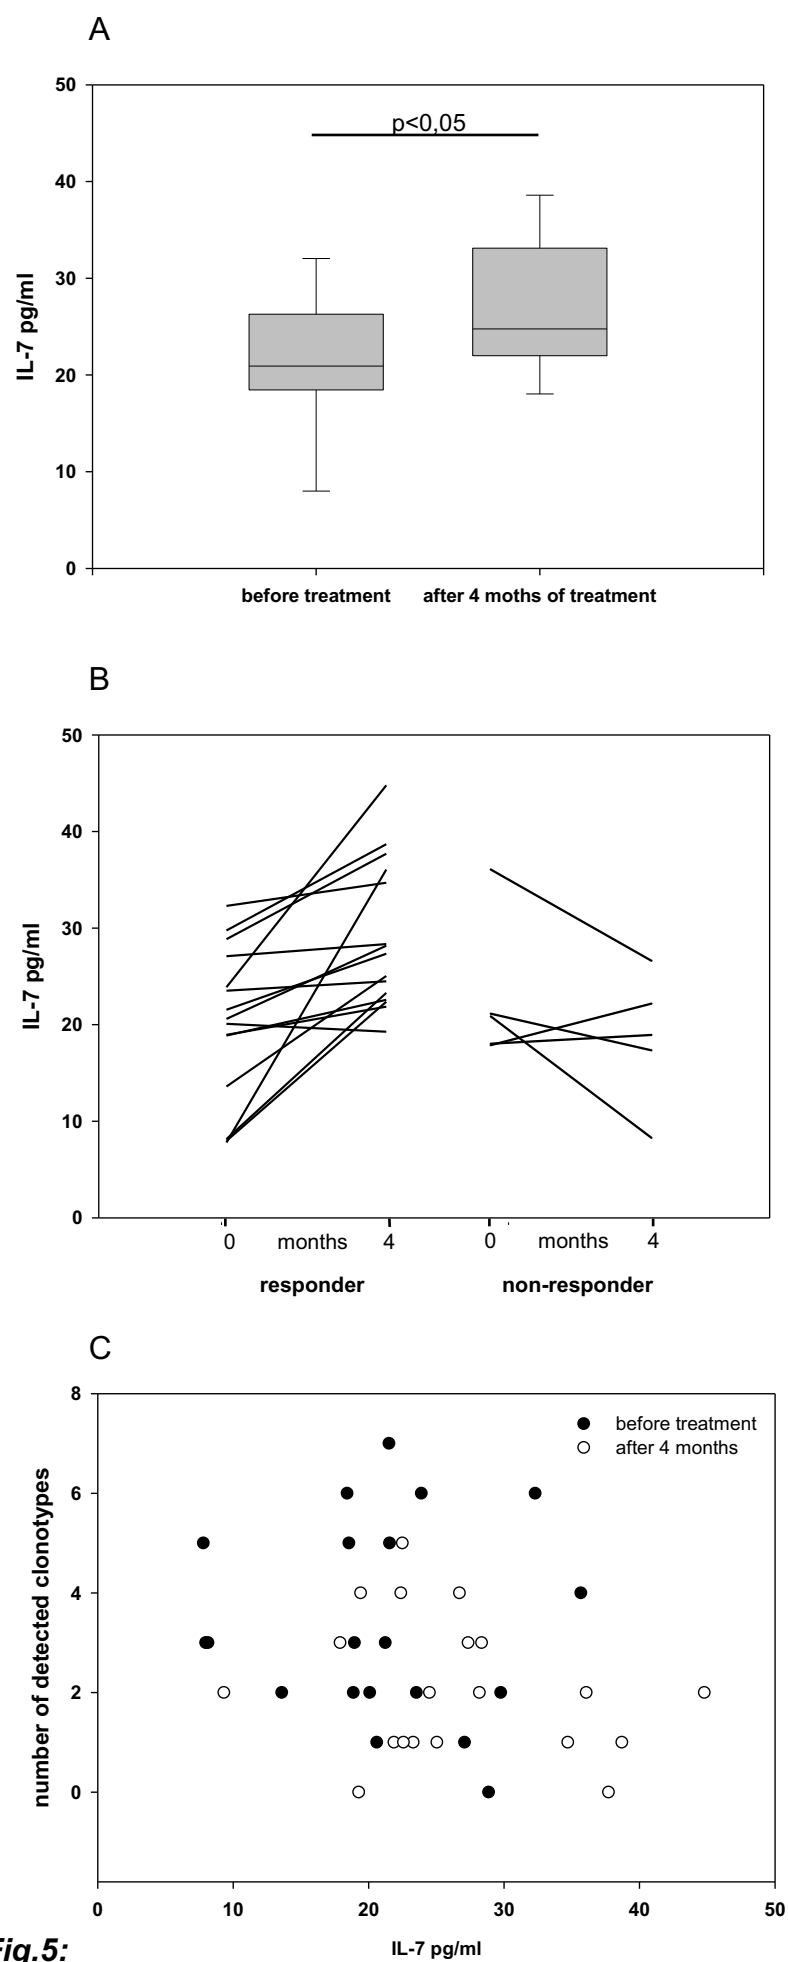 A
50
p<0,05
40
30
IL-7 pg/ml
20
10
0
before treatment after 4 moths of treatment
B
50
40
30
IL-7 pg/ml
20
10
0
0 months 4 0 months 4
responder non-responder
C
8
before treatment
after 4 months
6
number of detected clonotypes
4
2
0
0 10 20 30 40 50
IL-7 pg/ml
Fig.5: